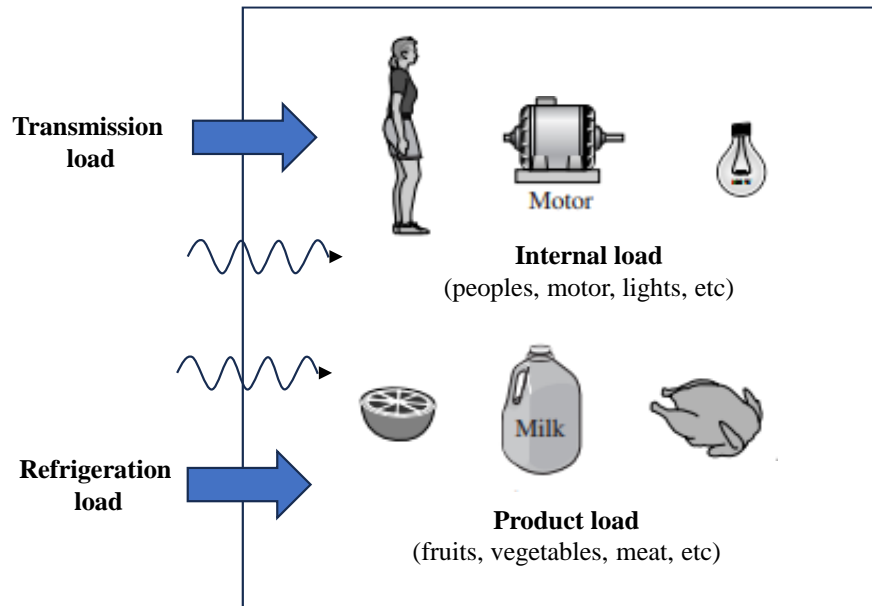 Transmission
load
Motor
Internal load
(peoples, motor, lights, etc)
Milk
Refrigeration
load
Product load
(fruits, vegetables, meat, etc)